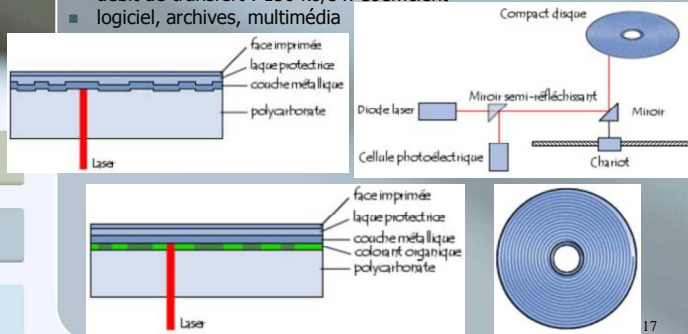 logiciel, archives, multimédia
face imprimée
laque protectrice
couche métallique
polycarbonate
Laser
Compact disque
Diode laser
Miroir semi-réfléchissant
Miroir
Cellule photoélectrique
Chariot
face imprimée
laque protectrice
couche métallique
colorant organique
polycarbonate
Laser
17